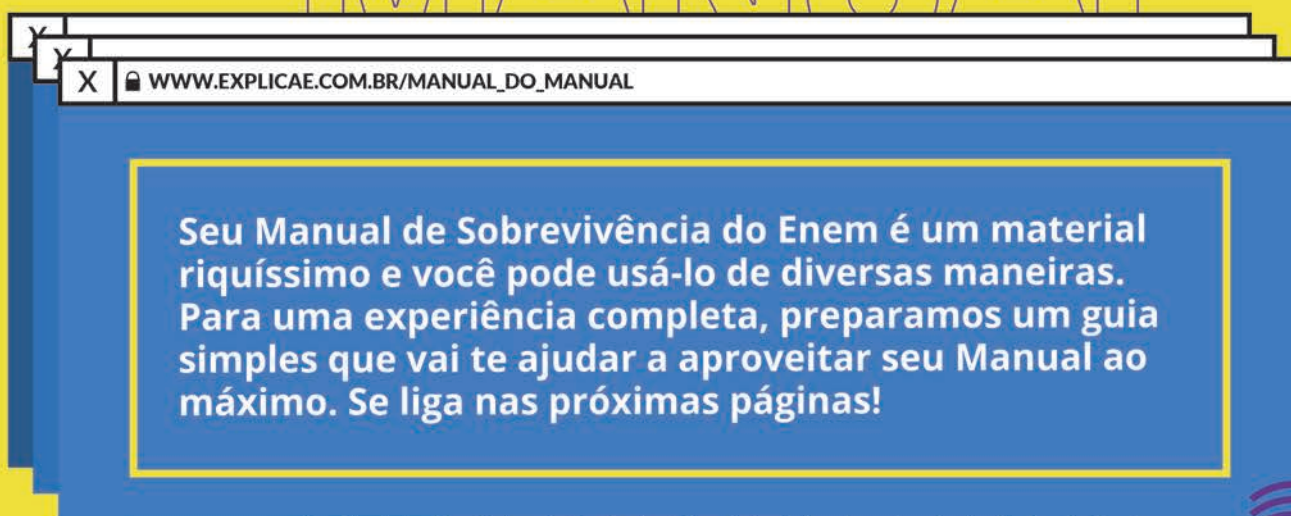 X
X
X WWW.EXPLICAE.COM.BR/MANUAL_DO_MANUAL
Seu Manual de Sobrevivência do Enem é um material
riquíssimo e você pode usá-lo de diversas maneiras.
Para uma experiência completa, preparamos um guia
simples que vai te ajudar a aproveitar seu Manual ao
máximo. Se liga nas próximas páginas!